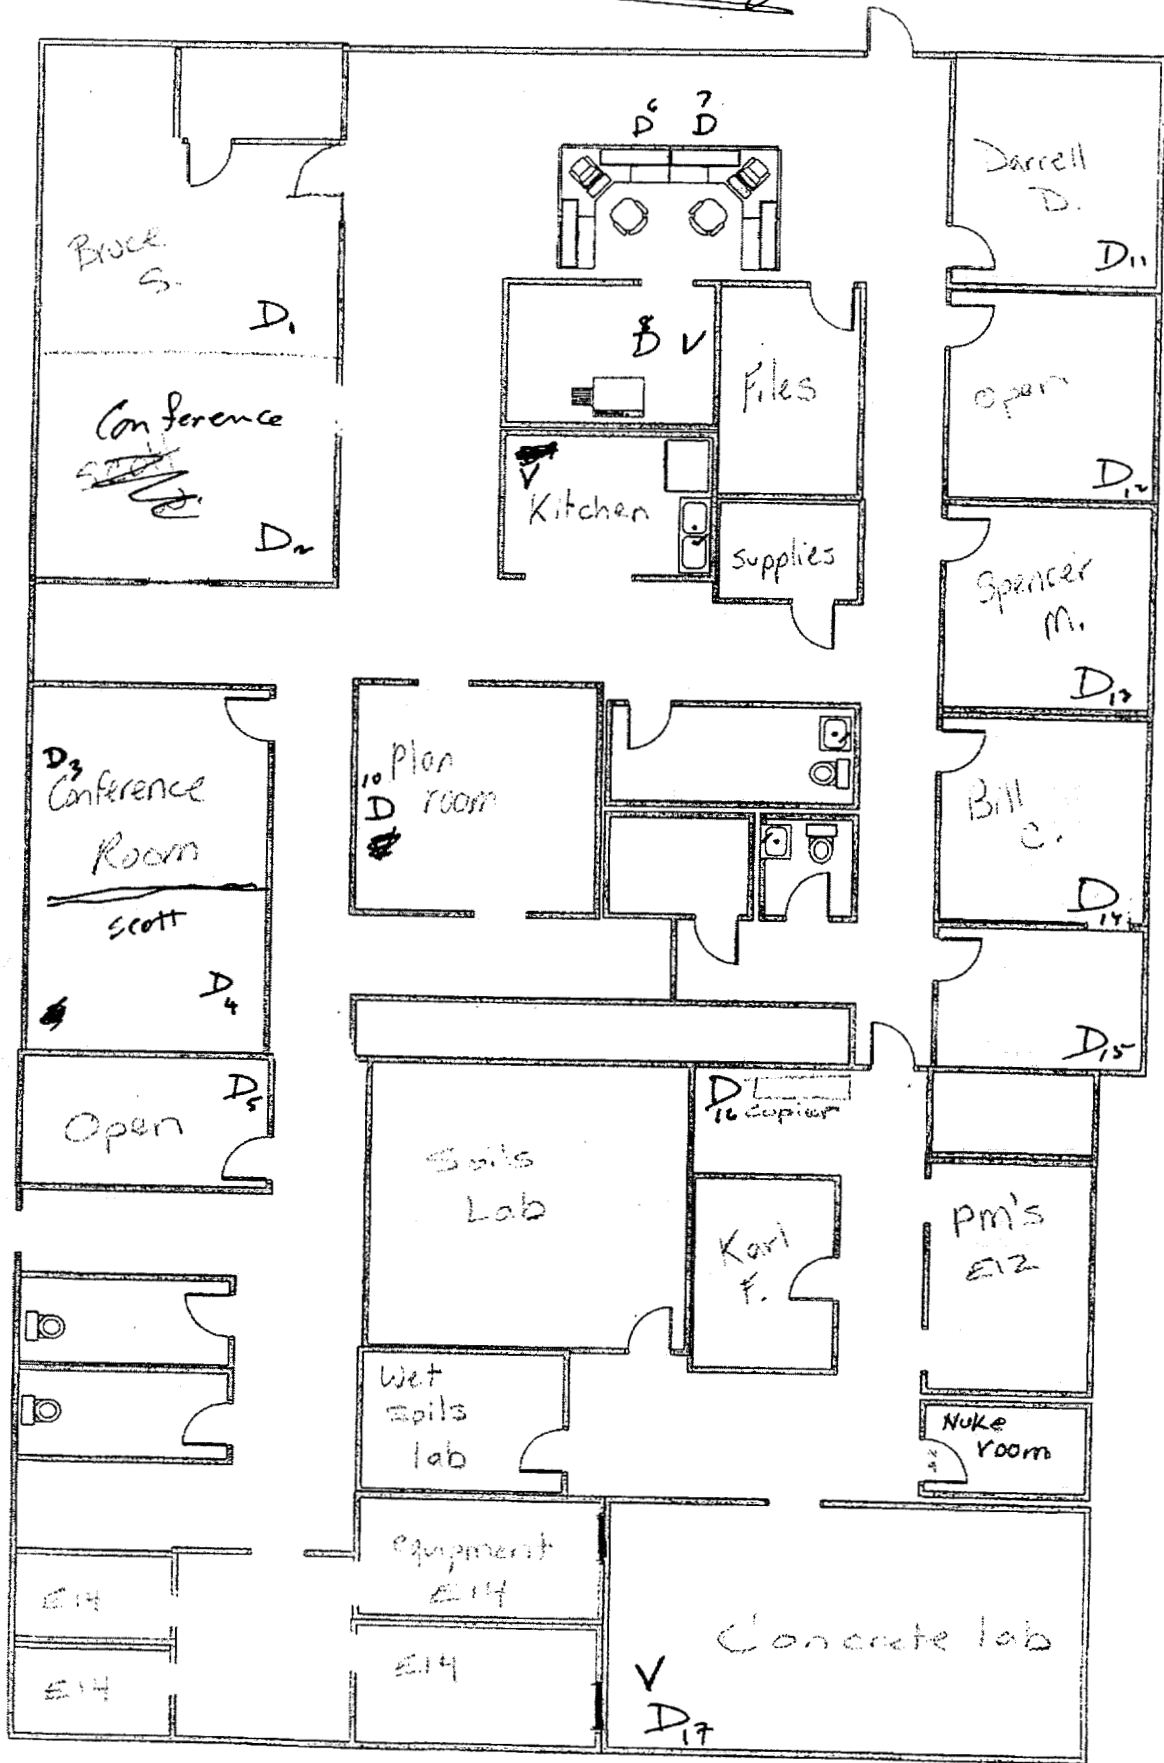 6 7
D D
Darrell
D.
D11
Bruce
S.
D1
8
D V
Files
Open
D12
Conference
D2
V
Kitchen
supplies
Spencer
M.
D13
D3
Conference
Room
10
D
Plan
room
Bill
C.
D14
Scott
D4
D15
D5
Open
D16 copier
Soils
Lab
Karl
F.
PM's
E12
Wet
Soils
lab
Nuke
room
equipment
E14
E14
E14
E14
Concrete lab
V
D17